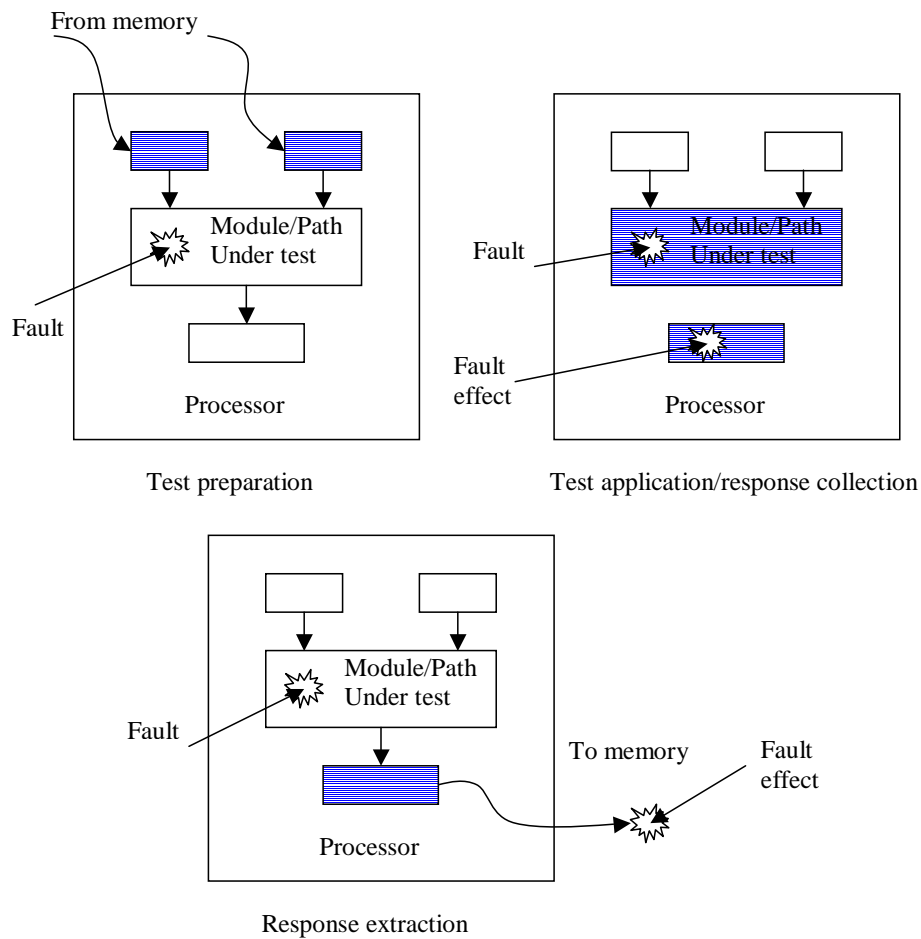 From memory
Module/Path
Under test
Fault
Processor
Test preparation
Module/Path
Under test
Fault
Fault
effect
Processor
Test application/response collection
Module/Path
Under test
Fault
To memory
Fault
effect
Processor
Response extraction